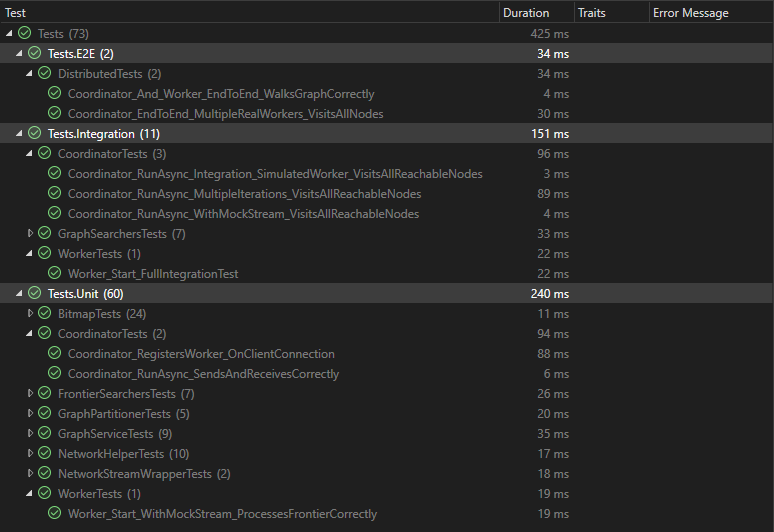 Test Duration Traits Error Message
Tests (73) 425 ms
Tests.E2E (2) 34 ms
DistributedTests (2) 34 ms
Coordinator_And_Worker_EndToEnd_WalksGraphCorrectly 4 ms
Coordinator_EndToEnd_MultipleRealWorkers_VisitsAllNodes 30 ms
Tests.Integration (11) 151 ms
CoordinatorTests (3) 96 ms
Coordinator_RunAsync_Integration_SimulatedWorker_VisitsAllReachableNodes 3 ms
Coordinator_RunAsync_MultipleIterations_VisitsAllReachableNodes 89 ms
Coordinator_RunAsync_WithMockStream_VisitsAllReachableNodes 4 ms
GraphSearchersTests (7) 33 ms
WorkerTests (1) 22 ms
Worker_Start_FullIntegrationTest 22 ms
Tests.Unit (60) 240 ms
BitmapTests (24) 11 ms
CoordinatorTests (2) 94 ms
Coordinator_RegistersWorker_OnClientConnection 88 ms
Coordinator_RunAsync_SendsAndReceivesCorrectly 6 ms
FrontierSearchersTests (7) 26 ms
GraphPartitionerTests (5) 20 ms
GraphServiceTests (9) 35 ms
NetworkHelperTests (10) 17 ms
NetworkStreamWrapperTests (2) 18 ms
WorkerTests (1) 19 ms
Worker_Start_WithMockStream_ProcessesFrontierCorrectly 19 ms